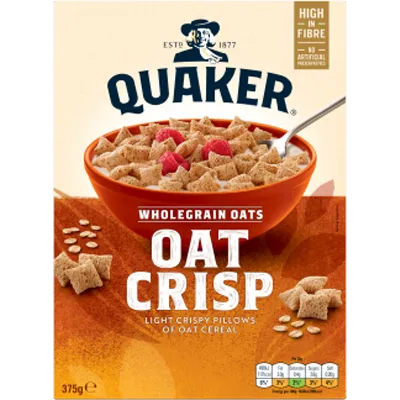 HIGH
IN
FIBRE
NO
ARTIFICIAL
PRESERVATIVES
ESTD 1877
QUAKER®
WHOLEGRAIN OATS
OAT
CRISP
LIGHT CRISPY PILLOWS
OF OAT CEREAL
375g℮